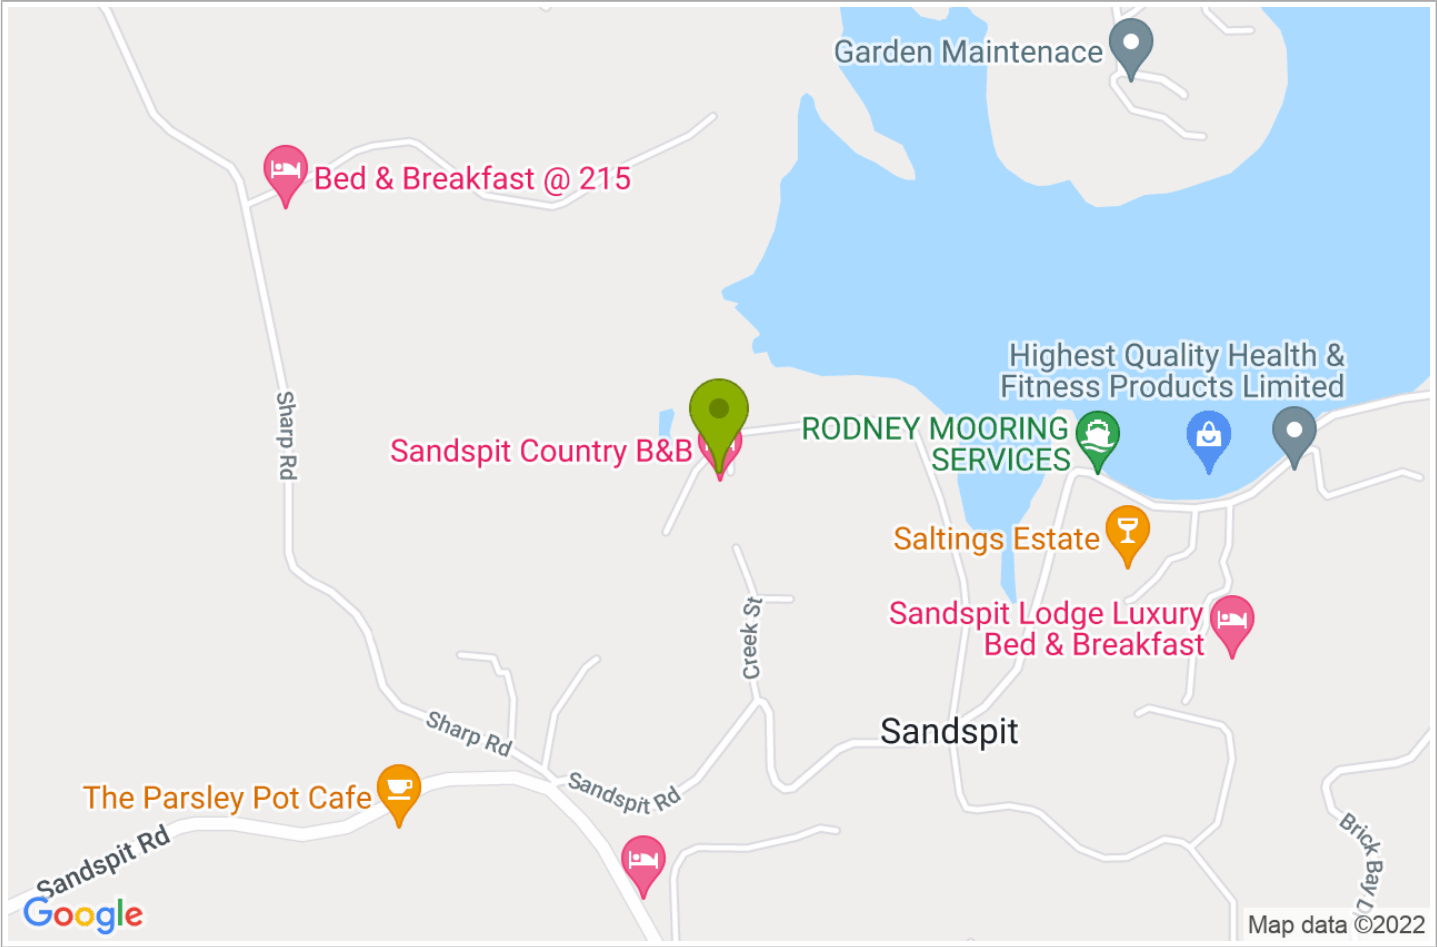 Garden Maintenace
Bed & Breakfast @ 215
Highest Quality Health &
Fitness Products Limited
Sharp Rd
RODNEY MOORING
SERVICES
Sandspit Country B&B
Saltings Estate
Creek St
Sandspit Lodge Luxury
Bed & Breakfast
Sharp Rd
Sandspit
Sandspit Rd
The Parsley Pot Cafe
Sandspit Rd
Brick Bay D
Google
Map data ©2022